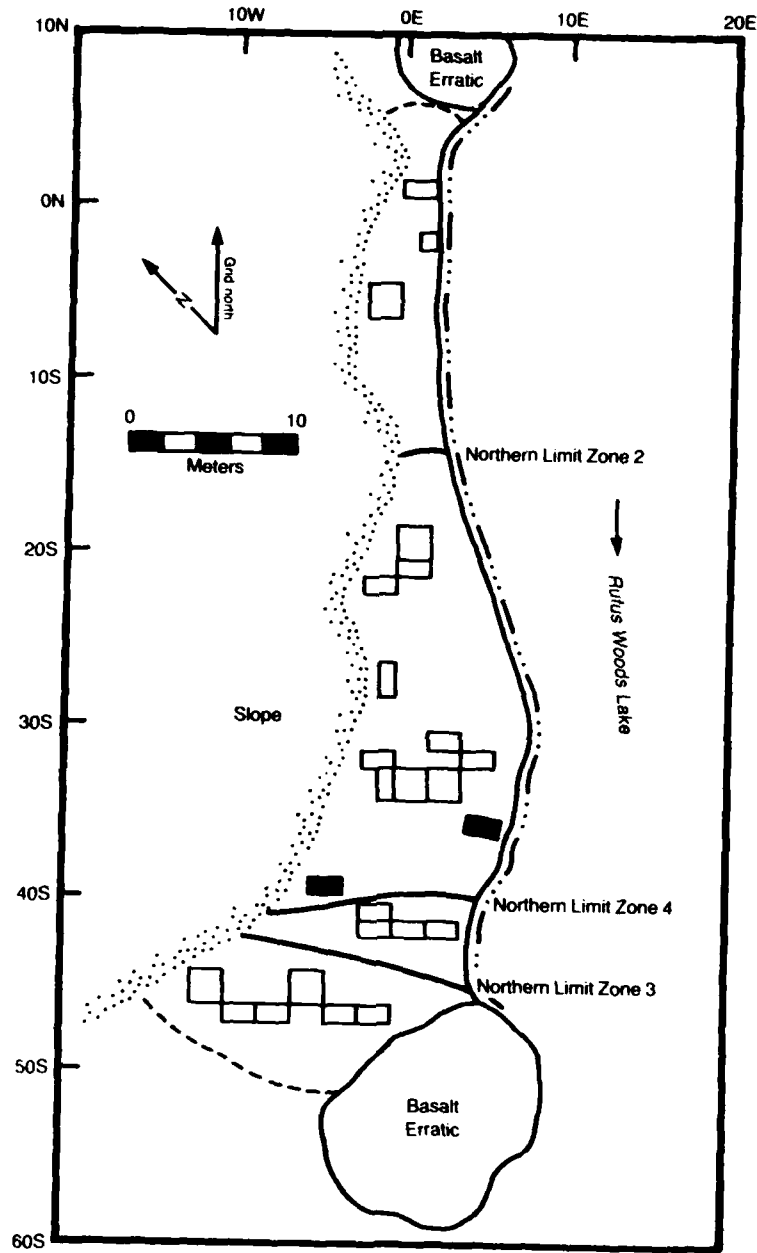 10N
10W
0E
10E
20E
Basalt
Erratic
0N
Grid north
N
10S
0
10
Meters
Northern Limit Zone 2
20S
Rufus Woods Lake
30S
Slope
40S
Northern Limit Zone 4
Northern Limit Zone 3
50S
Basalt
Erratic
60S